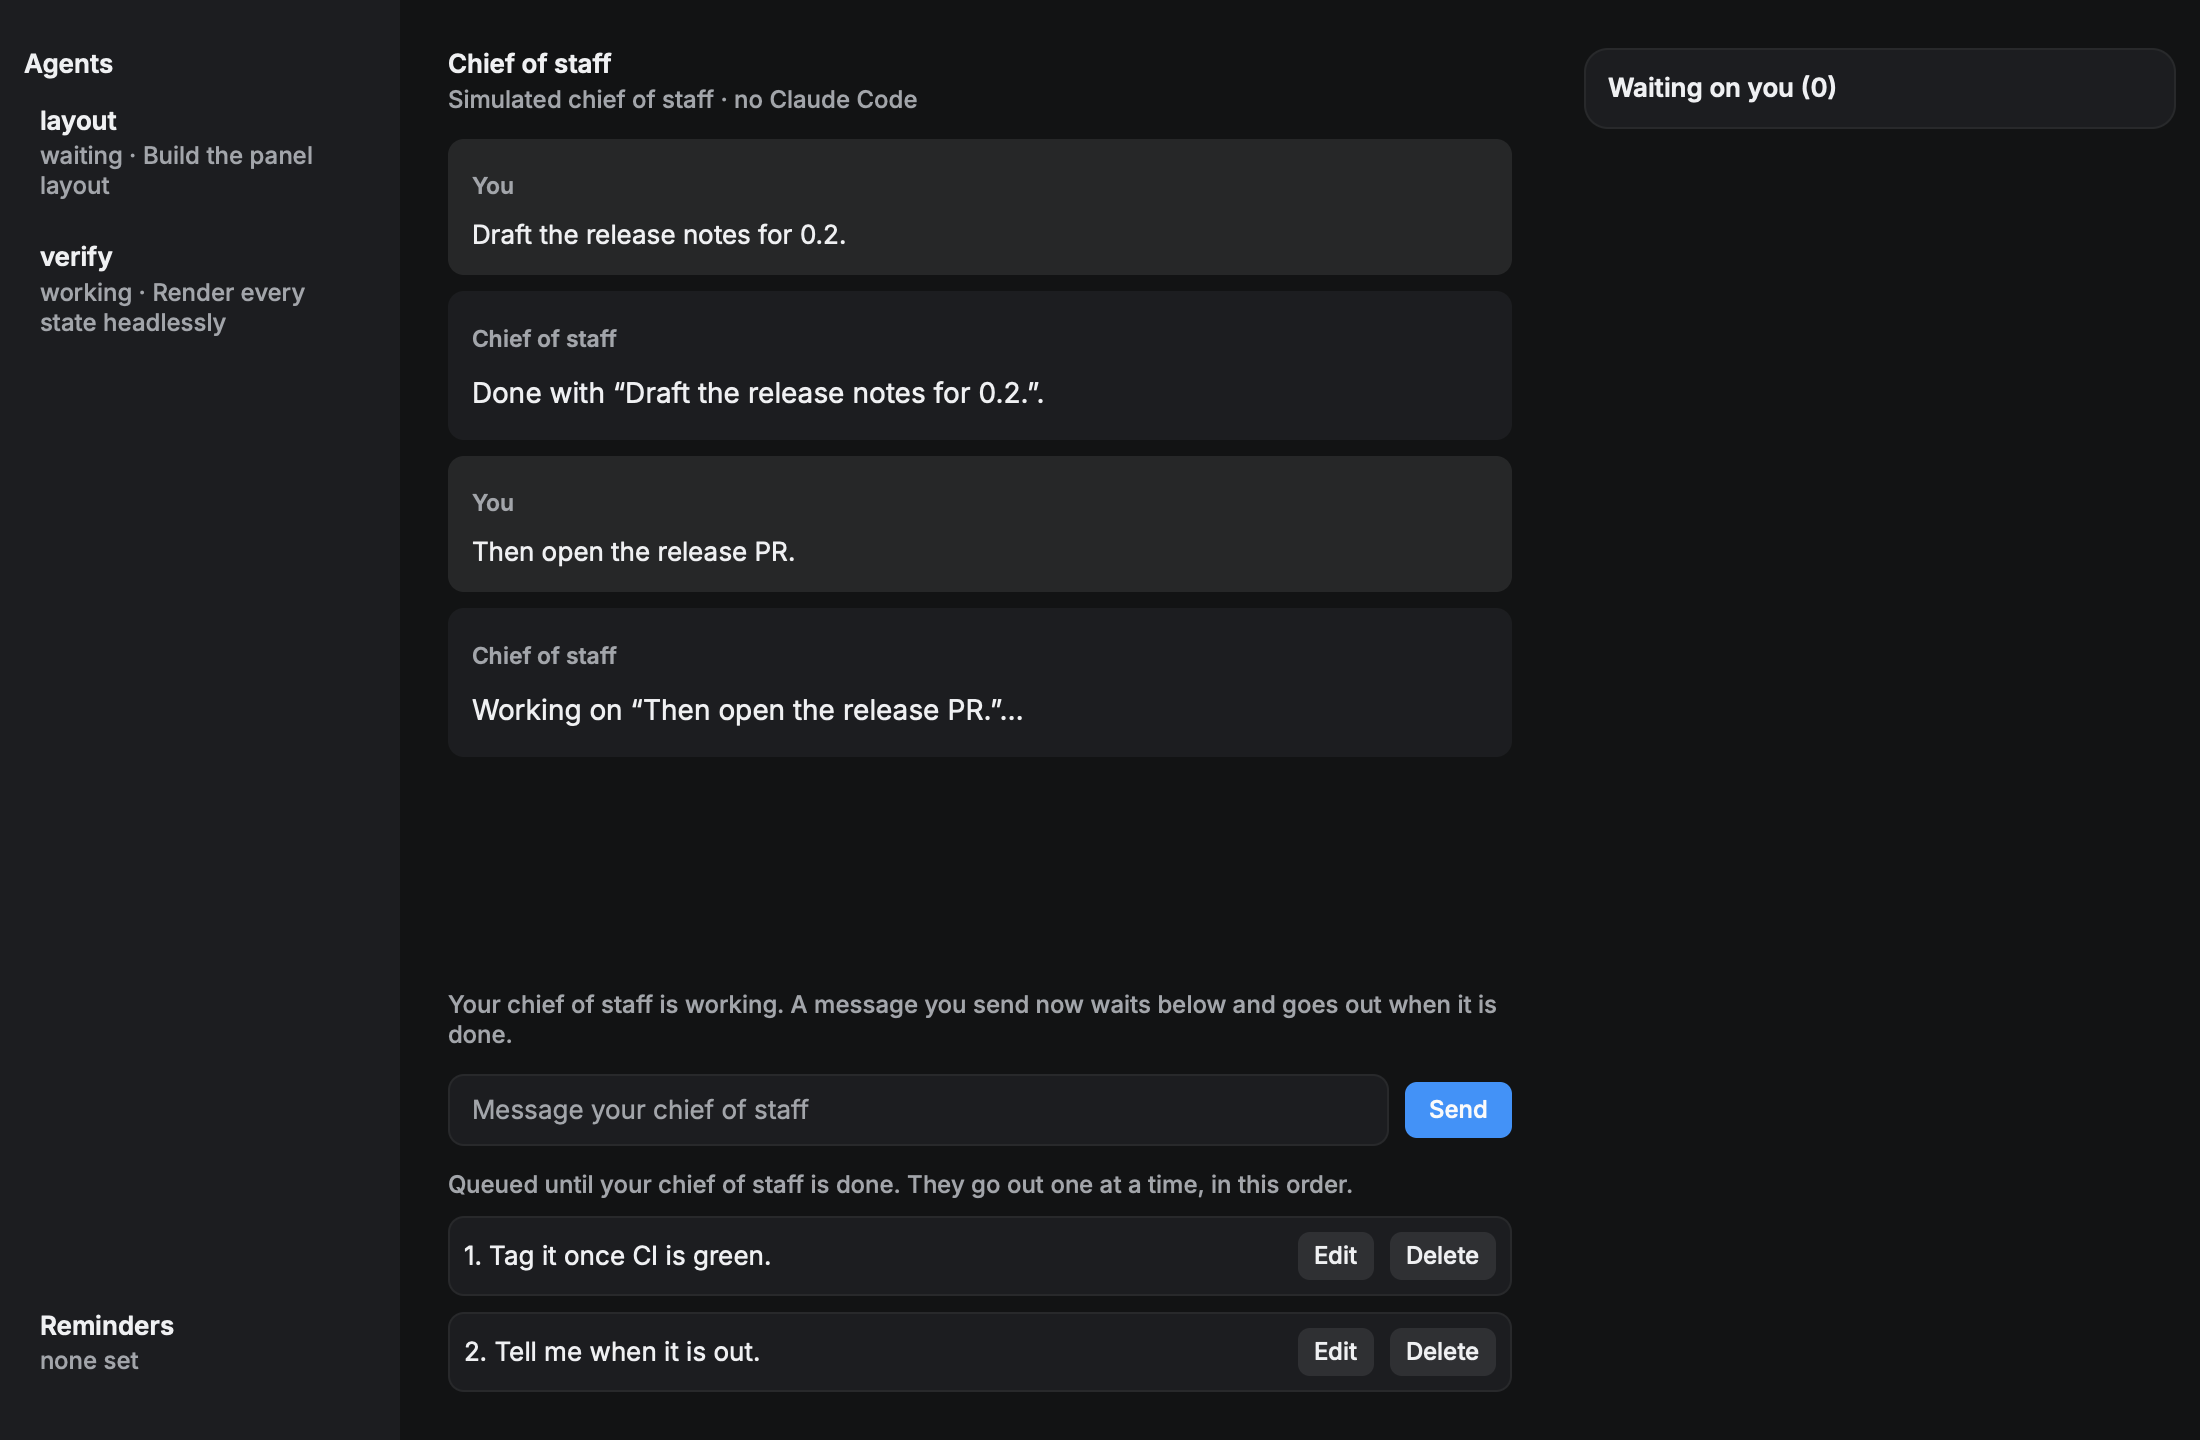 Agents
layout
waiting · Build the panel
layout
verify
working · Render every
state headlessly
Reminders
none set
Chief of staff
Simulated chief of staff · no Claude Code
You
Draft the release notes for 0.2.
Chief of staff
Done with “Draft the release notes for 0.2.”.
You
Then open the release PR.
Chief of staff
Working on “Then open the release PR.”...
Your chief of staff is working. A message you send now waits below and goes out when it is
done.
Message your chief of staff
Send
Queued until your chief of staff is done. They go out one at a time, in this order.
1. Tag it once CI is green.
Edit
Delete
2. Tell me when it is out.
Edit
Delete
Waiting on you (0)